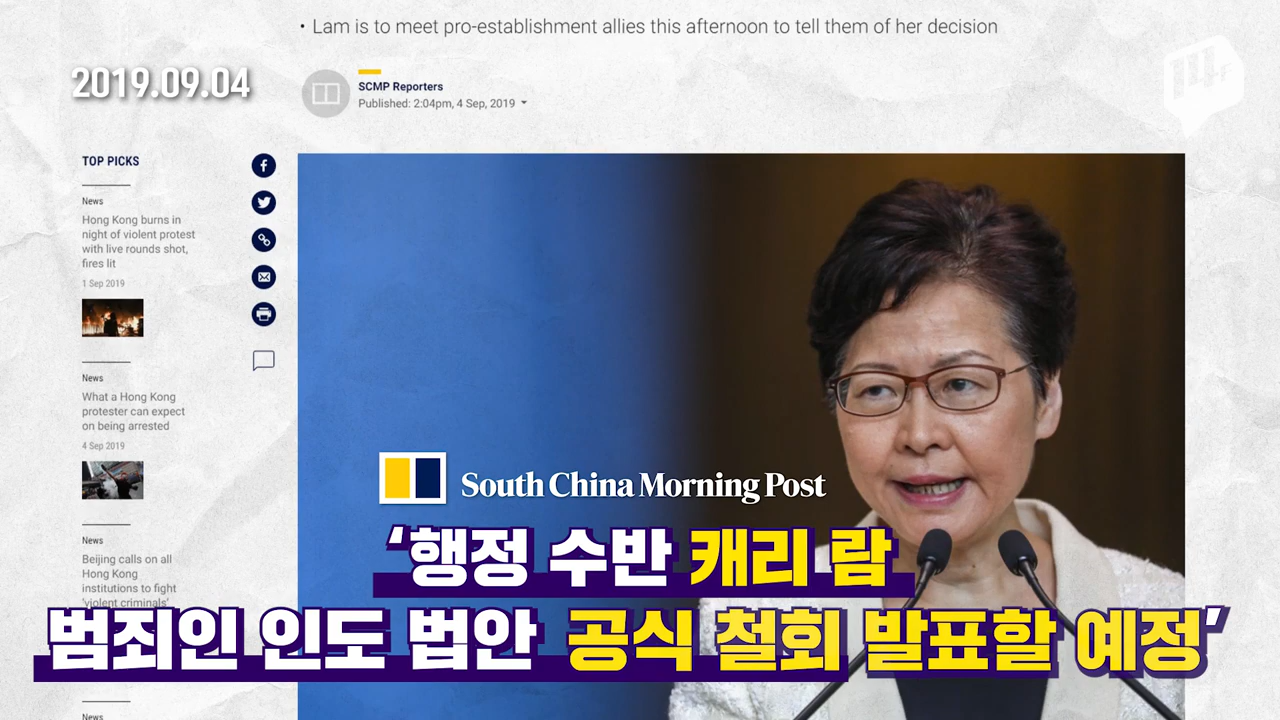 • Lam is to meet pro-establishment allies this afternoon to tell them of her decision
2019.09.04
SCMP Reporters
Published: 2:04pm, 4 Sep, 2019
TOP PICKS
News
Hong Kong burns in
night of violent protest
with live rounds shot,
fires lit
1 Sep 2019
News
What a Hong Kong
protester can expect
on being arrested
4 Sep 2019
News
Beijing calls on all
Hong Kong
institutions to fight
'violent criminals'
News
South China Morning Post
‘행정 수반 캐리 람
범죄인 인도 법안 공식 철회 발표할 예정’